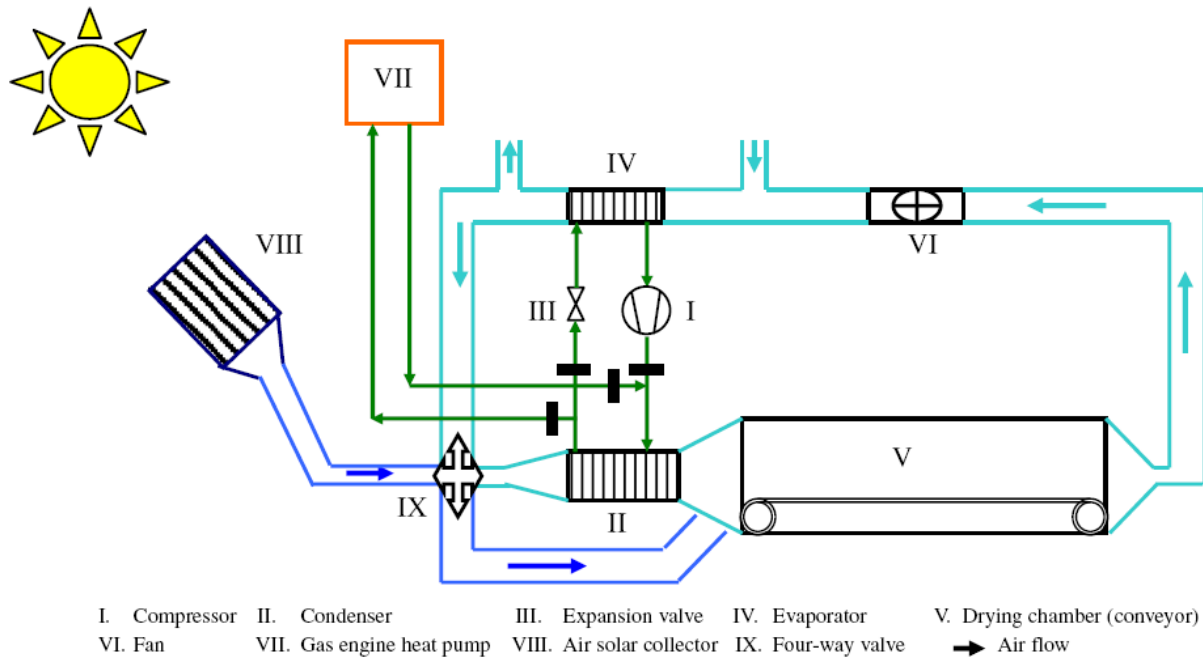 VII
IV
VIII
VI
III
I
V
IX
II
I. Compressor II. Condenser III. Expansion valve IV. Evaporator V. Drying chamber (conveyor)
VI. Fan VII. Gas engine heat pump VIII. Air solar collector IX. Four-way valve Air flow